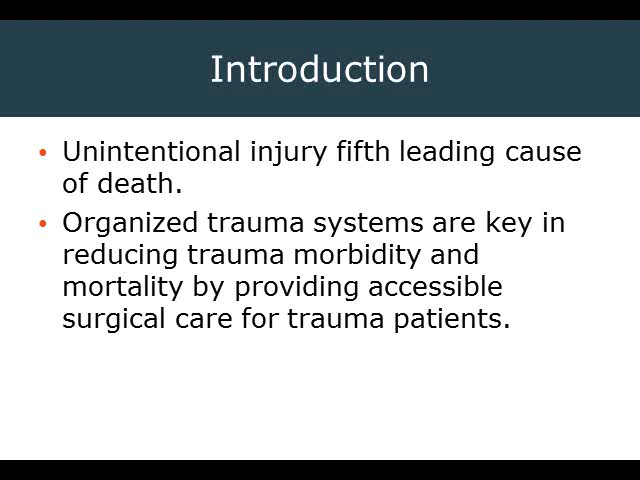 Introduction
• Unintentional injury fifth leading cause
of death.
• Organized trauma systems are key in
reducing trauma morbidity and
mortality by providing accessible
surgical care for trauma patients.